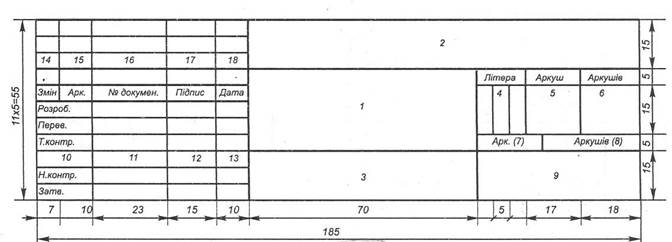 2
15
14 15 16 17 18
Літера Аркуш Аркушів
5
11x5=55
Змін Арк. № докумен. Підпис Дата
1
4
5
6
15
Розроб.
Перев.
Т.контр.
Арк. (7)
Аркушів (8)
5
10 11 12 13
Н.контр.
3
9
15
Затв.
7 10 23 15 10 70 5 17 18
185